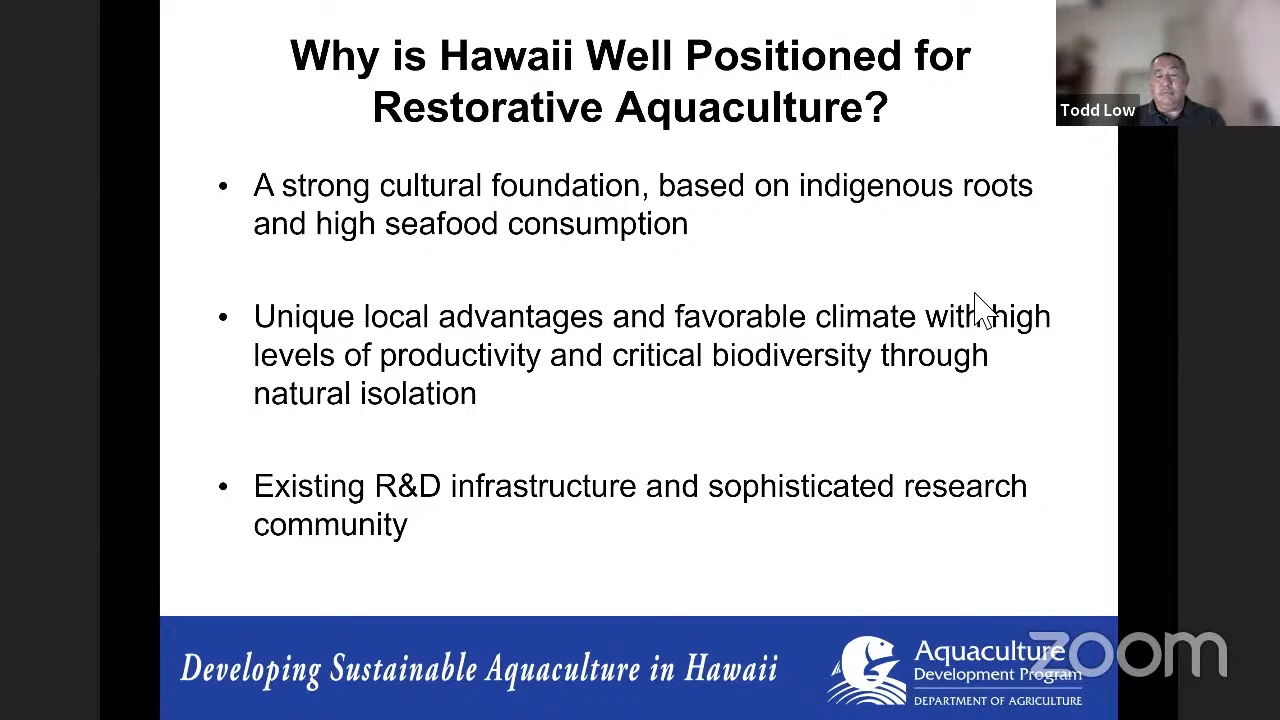 Why is Hawaii Well Positioned for
Restorative Aquaculture?
Todd Low
• A strong cultural foundation, based on indigenous roots
and high seafood consumption
• Unique local advantages and favorable climate with high
levels of productivity and critical biodiversity through
natural isolation
• Existing R&D infrastructure and sophisticated research
community
Developing Sustainable Aquaculture in Hawaii
Aquaculture
Development Program
DEPARTMENT OF AGRICULTURE
zoom